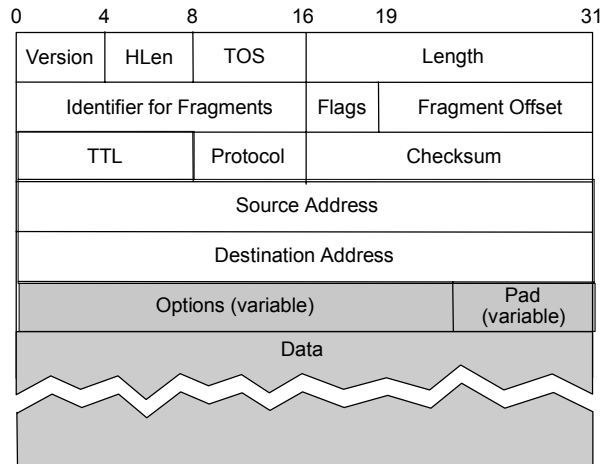 0 4 8 16 19 31
Version HLen TOS Length
Identifier for Fragments Flags Fragment Offset
TTL Protocol Checksum
Source Address
Destination Address
Options (variable) Pad
(variable)
Data